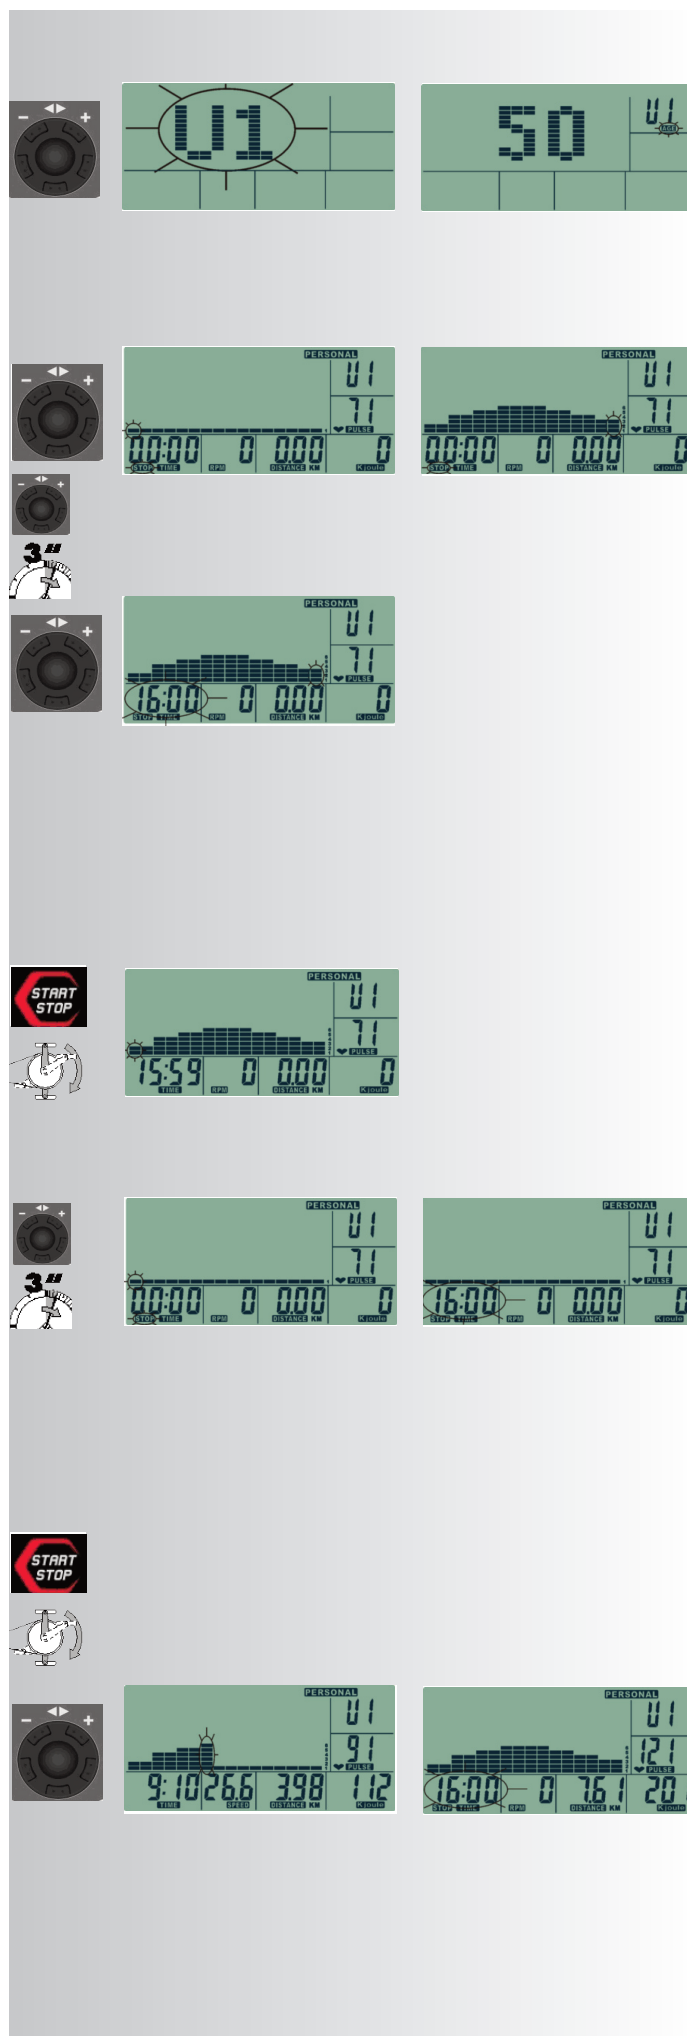 − +
U1
50
U1
AGE
− +
PERSONAL
U1
71
PULSE
1
00:00 0 0.00 0
STOP TIME RPM DISTANCE KM Kjoule
PERSONAL
U1
71
PULSE
00:00 0 0.00 0
STOP TIME RPM DISTANCE KM Kjoule
− +
3"
− +
PERSONAL
U1
71
PULSE
16:00 0 0.00 0
STOP TIME RPM DISTANCE KM Kjoule
START
STOP
PERSONAL
U1
71
PULSE
15:59 0 0.00 0
TIME RPM DISTANCE KM Kjoule
− +
3"
PERSONAL
U1
71
PULSE
1
00:00 0 0.00 0
STOP TIME RPM DISTANCE KM Kjoule
PERSONAL
U1
71
PULSE
1
16:00 0 0.00 0
STOP TIME RPM DISTANCE KM Kjoule
START
STOP
− +
PERSONAL
U1
91
PULSE
9:10 26.6 3.98 112
TIME SPEED DISTANCE KM Kjoule
PERSONAL
U1
121
PULSE
16:00 0 7.61 201
STOP TIME RPM DISTANCE KM Kjoule